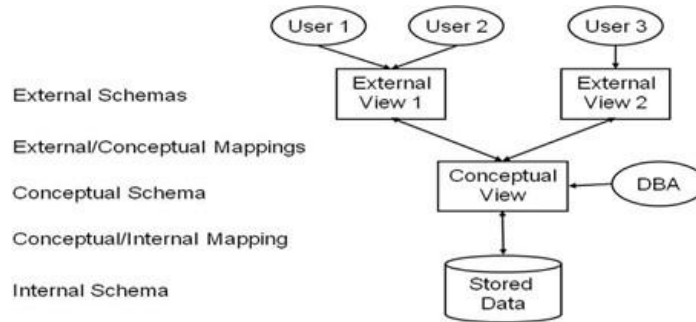 User 1
User 2
User 3
External Schemas
External
View 1
External
View 2
External/Conceptual Mappings
Conceptual Schema
Conceptual
View
DBA
Conceptual/Internal Mapping
Internal Schema
Stored
Data